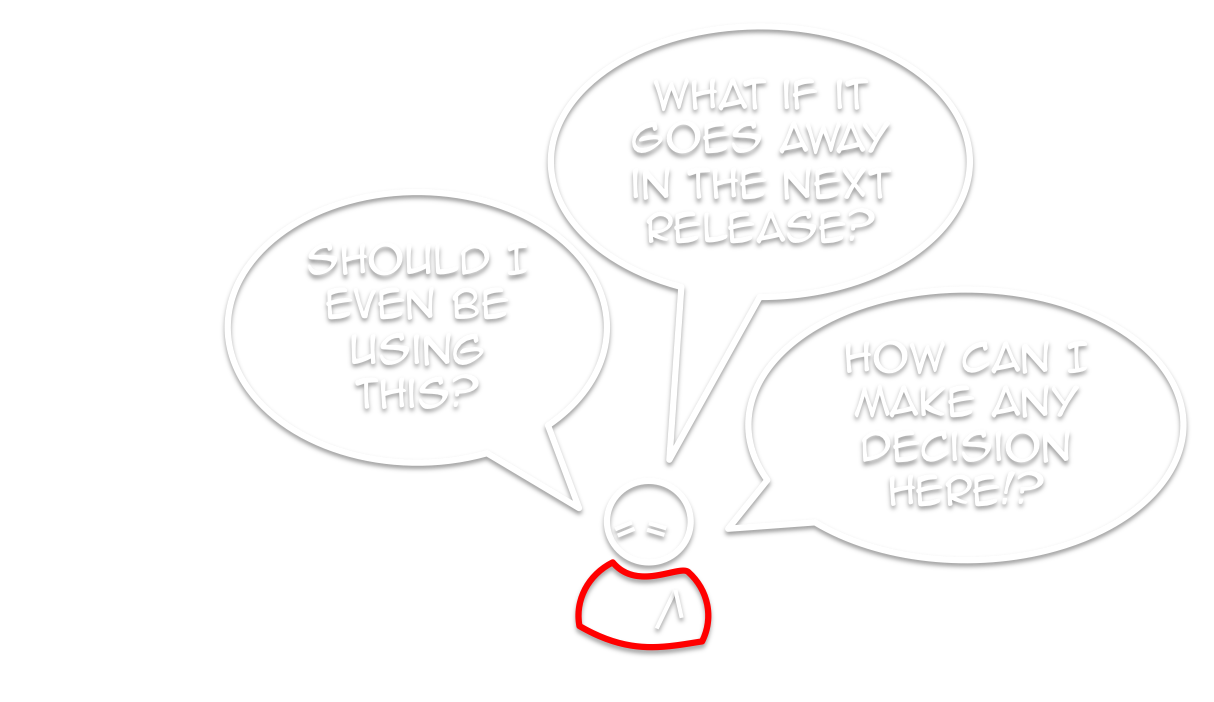 WHAT IF IT
GOES AWAY
IN THE NEXT
RELEASE?
SHOULD I
EVEN BE
USING
THIS?
HOW CAN I
MAKE ANY
DECISION
HERE!?